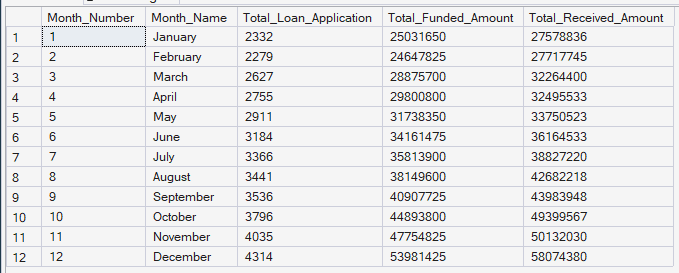 Month_Number Month_Name Total_Loan_Application Total_Funded_Amount Total_Received_Amount
1 1 January 2332 25031650 27578836
2 2 February 2279 24647825 27717745
3 3 March 2627 28875700 32264400
4 4 April 2755 29800800 32495533
5 5 May 2911 31738350 33750523
6 6 June 3184 34161475 36164533
7 7 July 3366 35813900 38827220
8 8 August 3441 38149600 42682218
9 9 September 3536 40907725 43983948
10 10 October 3796 44893800 49399567
11 11 November 4035 47754825 50132030
12 12 December 4314 53981425 58074380